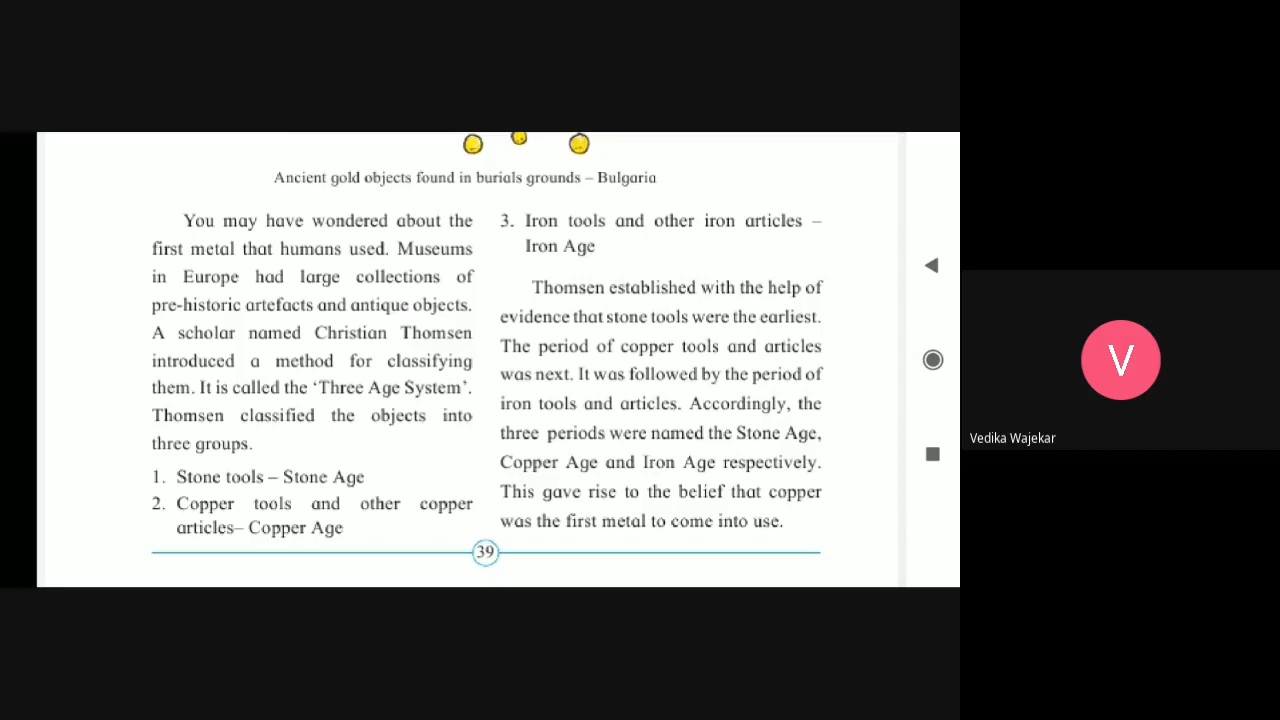 Ancient gold objects found in burials grounds – Bulgaria
You may have wondered about the
first metal that humans used. Museums
in Europe had large collections of
pre-historic artefacts and antique objects.
A scholar named Christian Thomsen
introduced a method for classifying
them. It is called the ‘Three Age System’.
Thomsen classified the objects into
three groups.
1. Stone tools – Stone Age
2. Copper tools and other copper
articles– Copper Age
3. Iron tools and other iron articles –
Iron Age
Thomsen established with the help of
evidence that stone tools were the earliest.
The period of copper tools and articles
was next. It was followed by the period of
iron tools and articles. Accordingly, the
three periods were named the Stone Age,
Copper Age and Iron Age respectively.
This gave rise to the belief that copper
was the first metal to come into use.
39
V
Vedika Wajekar